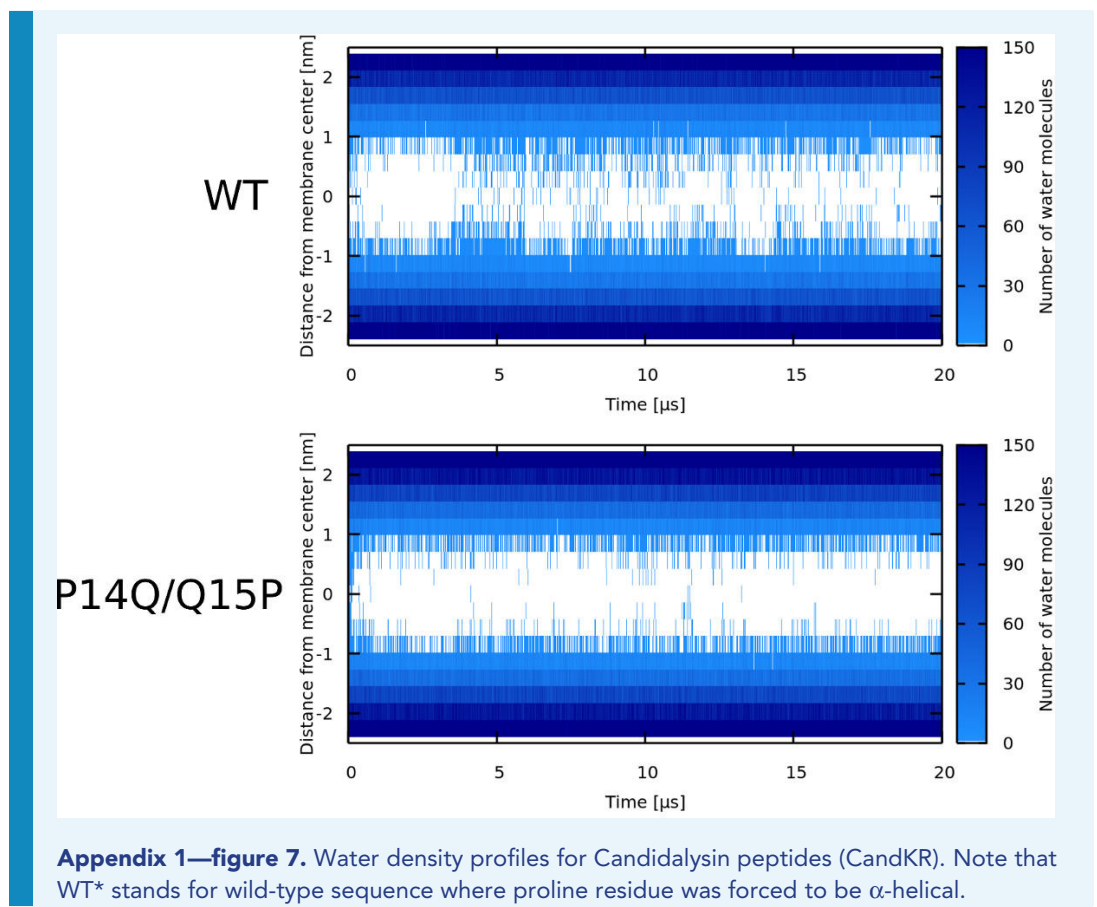 WT
Distance from membrane center [nm]
2
1
0
-1
-2
0 5 10 15 20
Time [µs]
150
120
90
60
30
0
Number of water molecules
P14Q/Q15P
Distance from membrane center [nm]
2
1
0
-1
-2
0 5 10 15 20
Time [µs]
150
120
90
60
30
0
Number of water molecules
Appendix 1—figure 7. Water density profiles for Candidalysin peptides (CandKR). Note that
WT* stands for wild-type sequence where proline residue was forced to be α-helical.